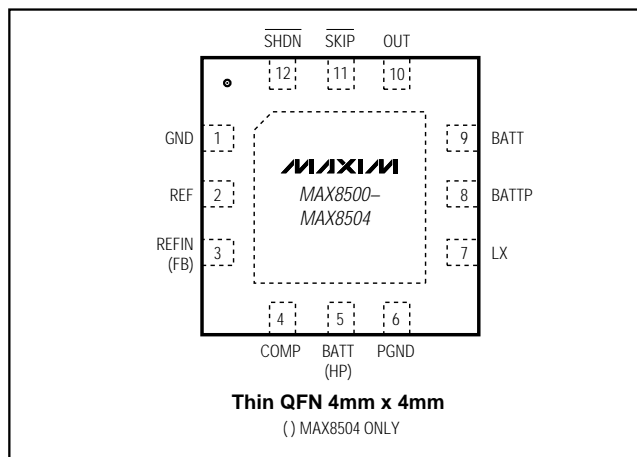 SHDN SKIP OUT
12 11 10
GND 1 9 BATT
MAXIM
REF 2 MAX8500– 8 BATTP
MAX8504
REFIN 3 7 LX
(FB)
4 5 6
COMP BATT PGND
(HP)
Thin QFN 4mm x 4mm
( ) MAX8504 ONLY